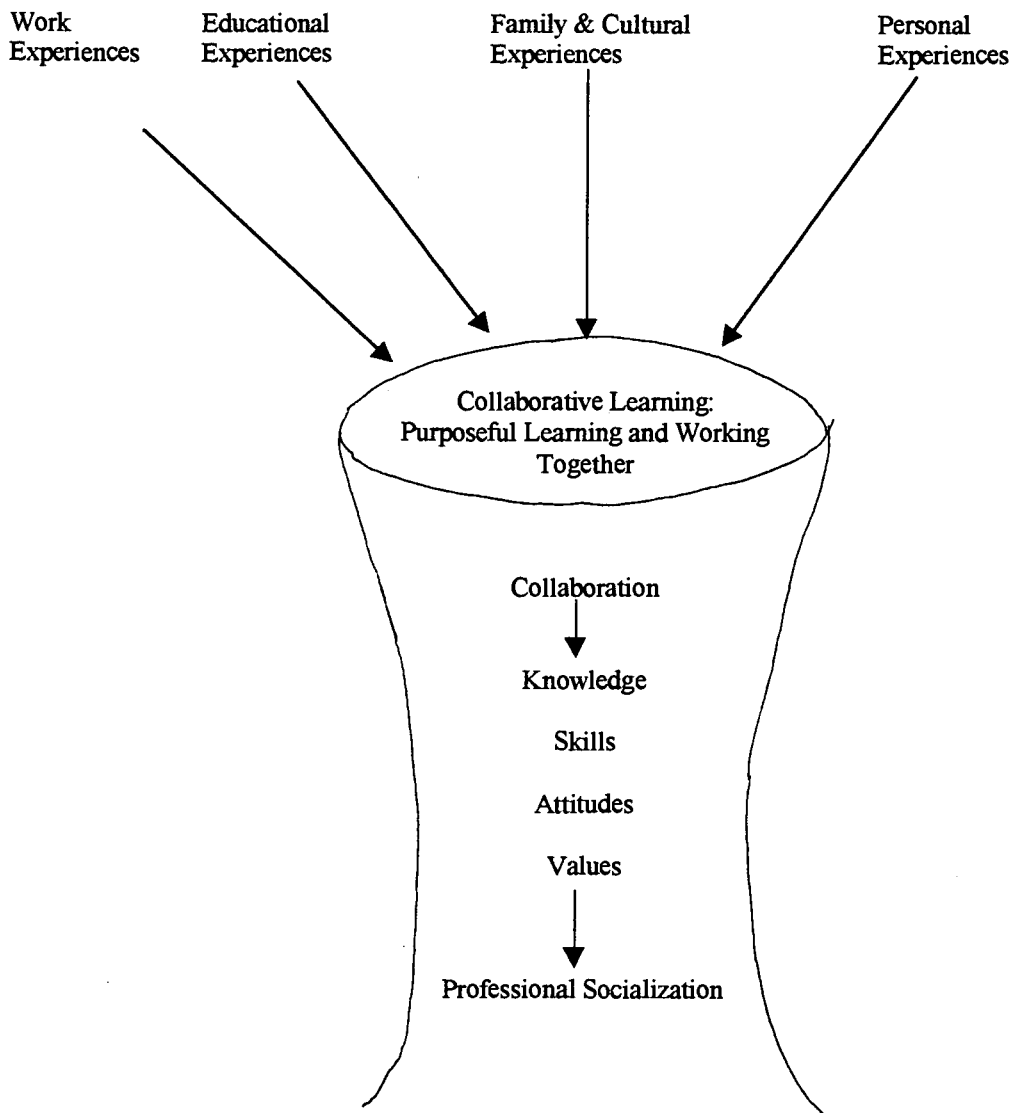 Work
Experiences
Educational
Experiences
Family & Cultural
Experiences
Personal
Experiences
Collaborative Learning:
Purposeful Learning and Working
Together
Collaboration
Knowledge
Skills
Attitudes
Values
Professional Socialization